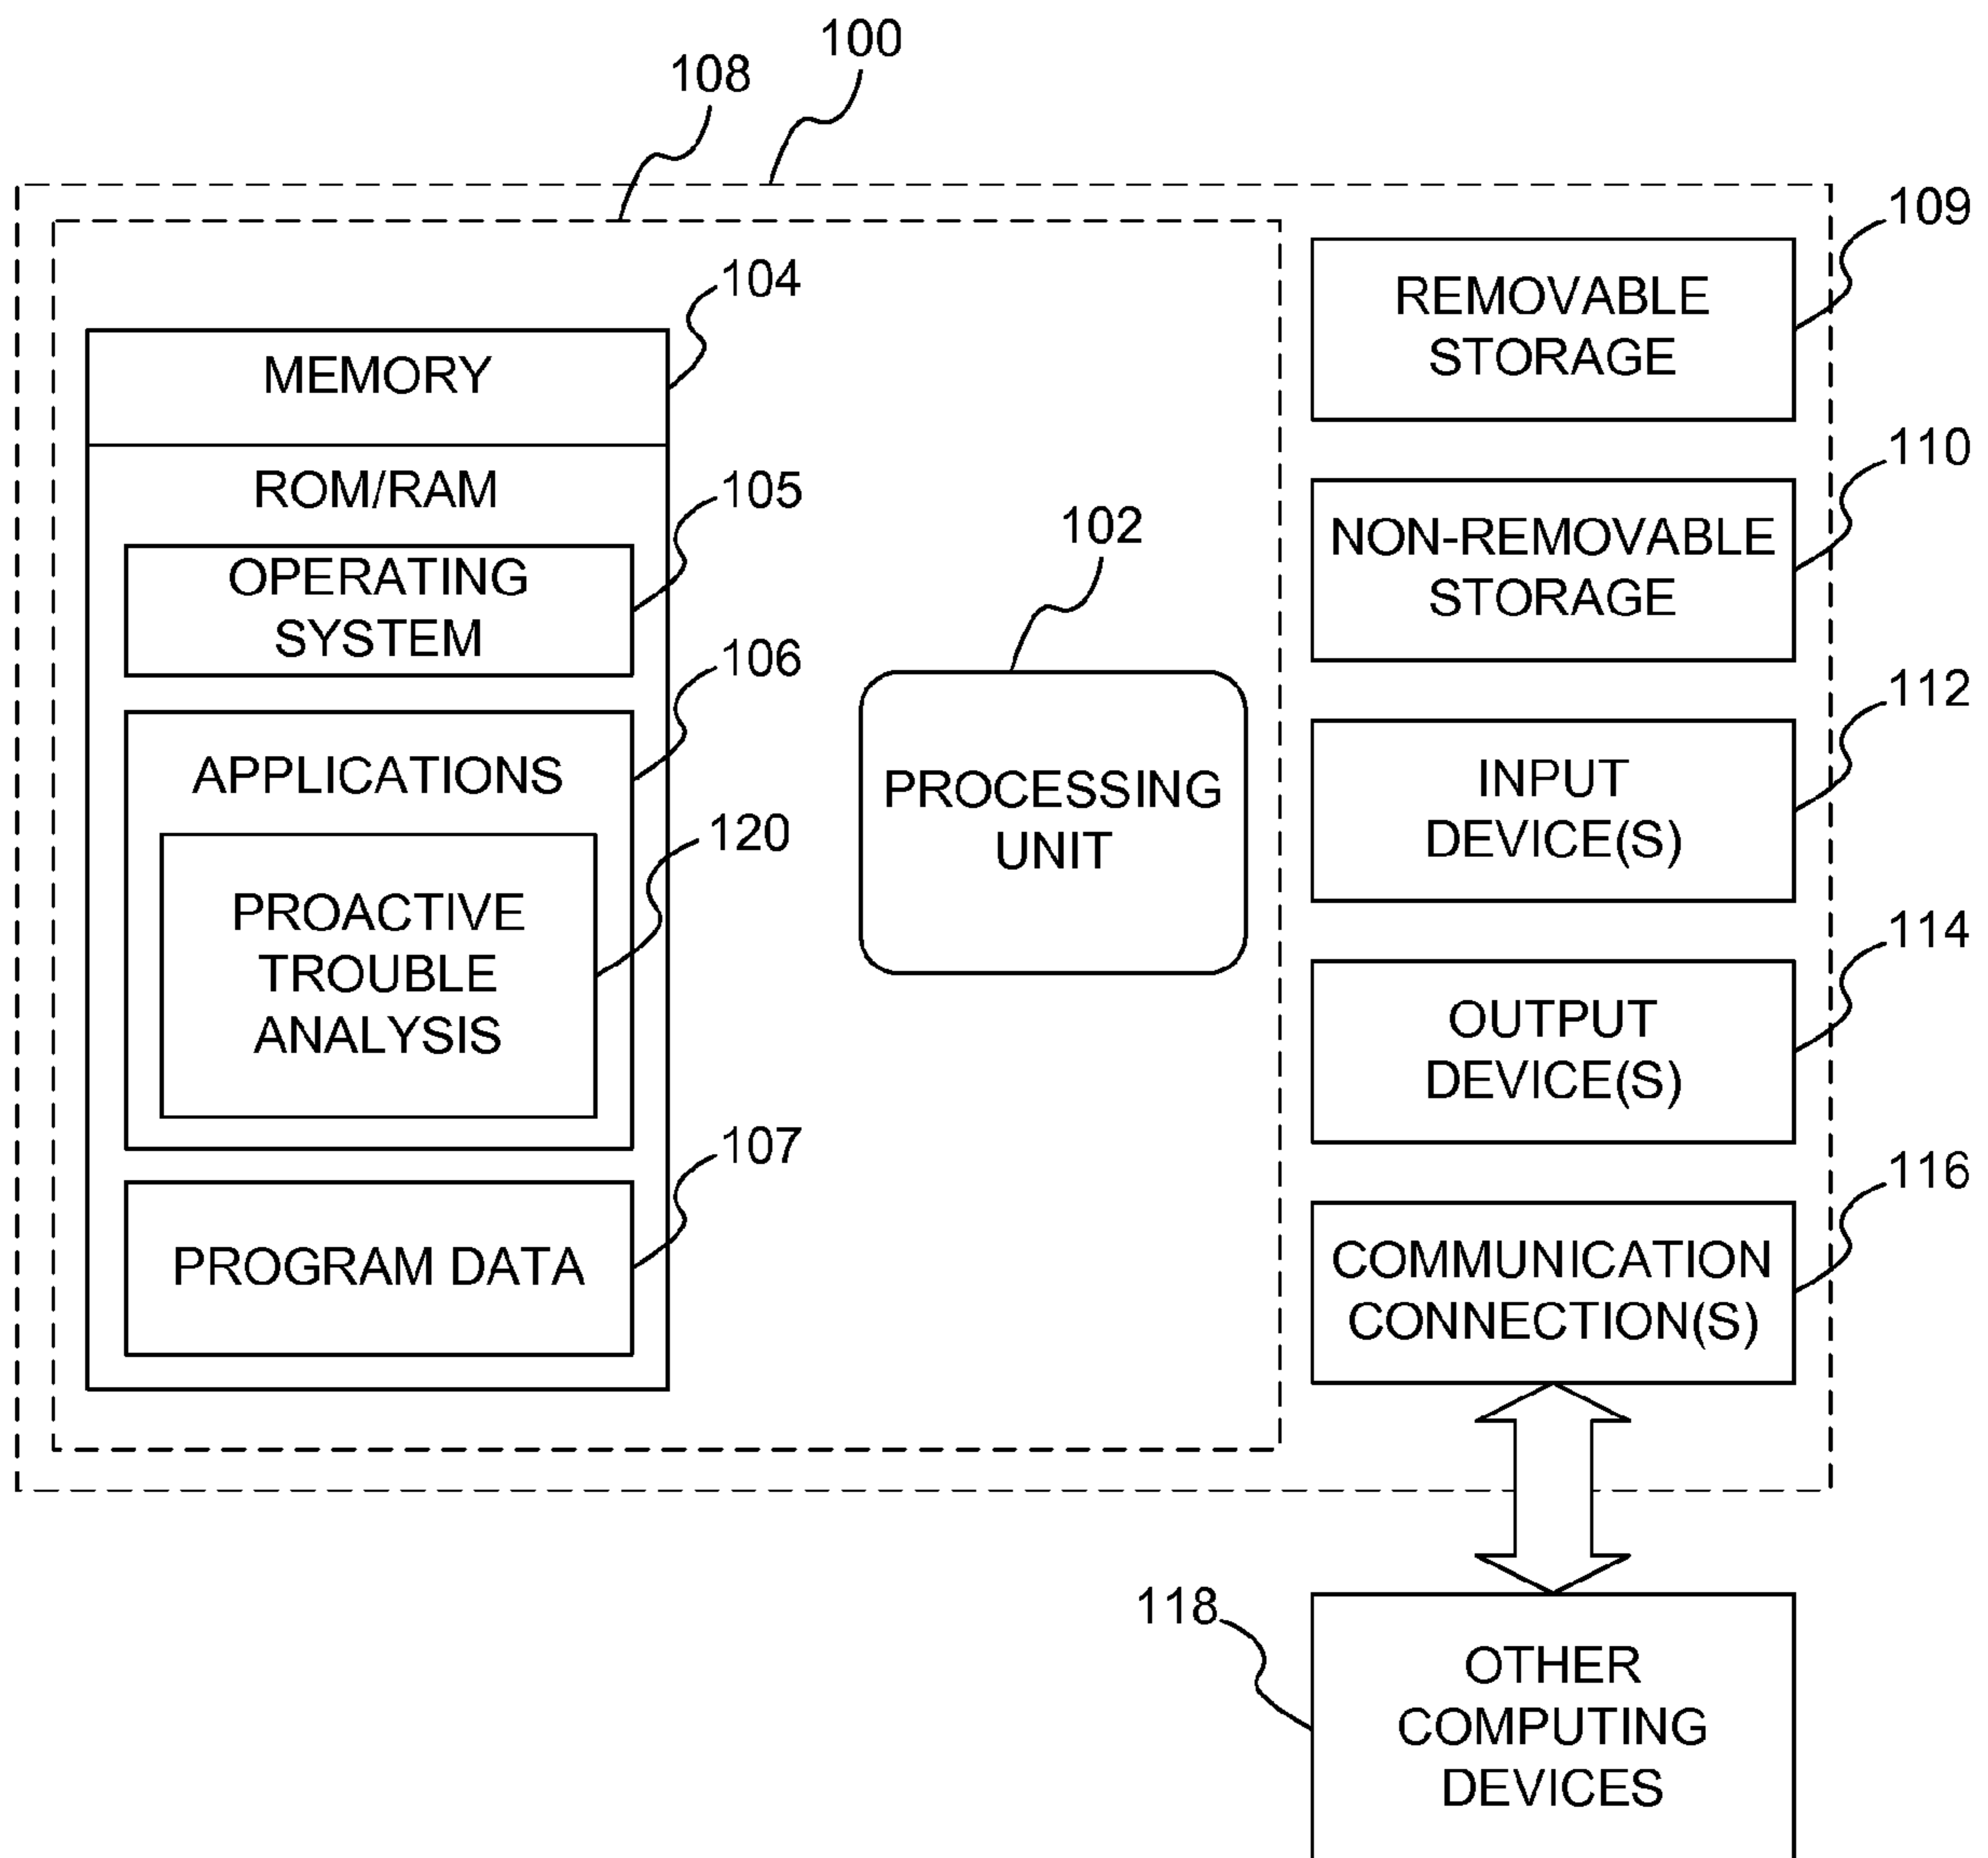 100
108
109
104
REMOVABLE
STORAGE
MEMORY
110
ROM/RAM
105
NON-REMOVABLE
STORAGE
102
OPERATING
SYSTEM
106
112
APPLICATIONS
PROCESSING
UNIT
INPUT
DEVICE(S)
120
PROACTIVE
TROUBLE
ANALYSIS
114
OUTPUT
DEVICE(S)
107
116
PROGRAM DATA
COMMUNICATION
CONNECTION(S)
118
OTHER
COMPUTING
DEVICES